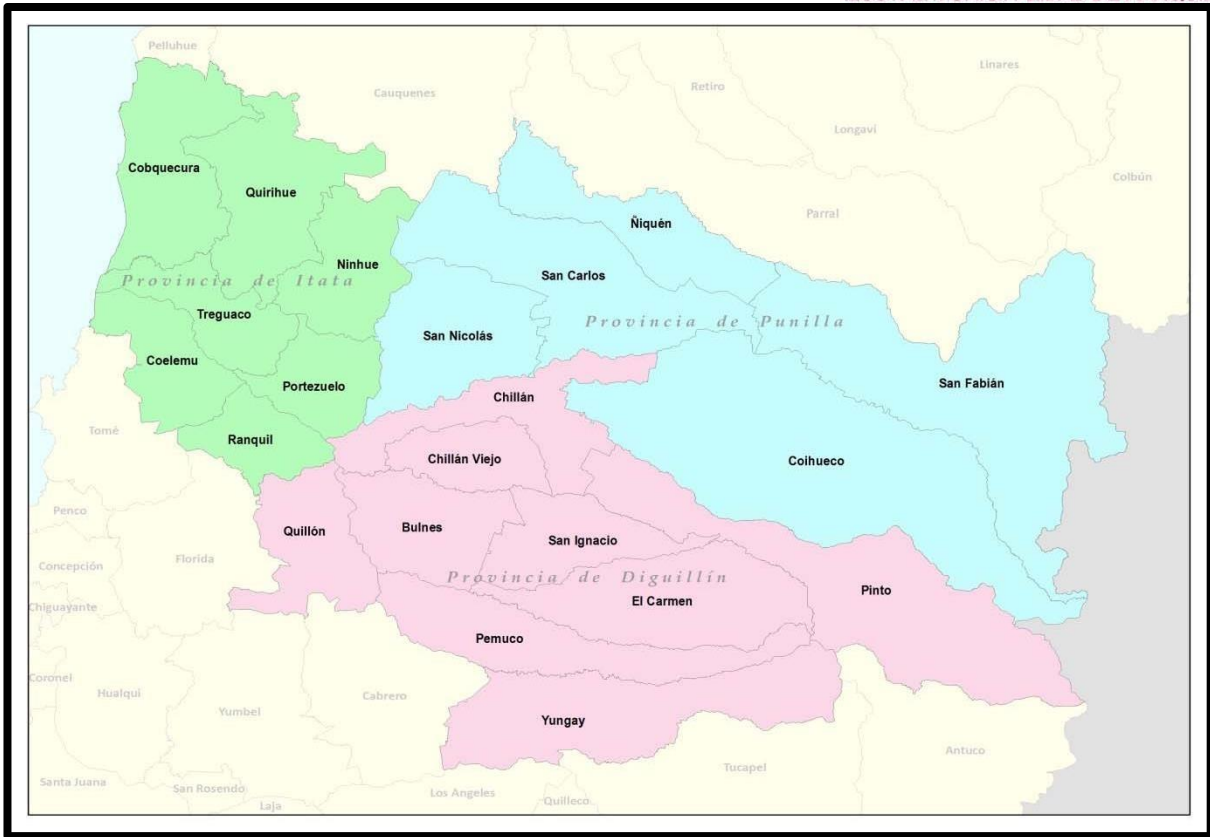 Pelluhue
Linares
Cauquenes
Retiro
Longaví
Cobquecura
Colbún
Quirihue
Parral
Ñiquén
Ninhue
San Carlos
Provincia de Itata
Treguaco
Provincia de Punilla
San Nicolás
Coelemu
Portezuelo
San Fabián
Chillán
Tomé
Ranquil
Chillán Viejo
Coihueco
Penco
Quillón
Bulnes
San Ignacio
Florida
Concepción
Provincia de Diguillín
Pinto
El Carmen
Chiguayante
Pemuco
Coronel
Hualqui
Cabrero
Yumbel
Yungay
Antuco
Tucapel
Santa Juana
San Rosendo
Los Angeles
Quilleco
Laja